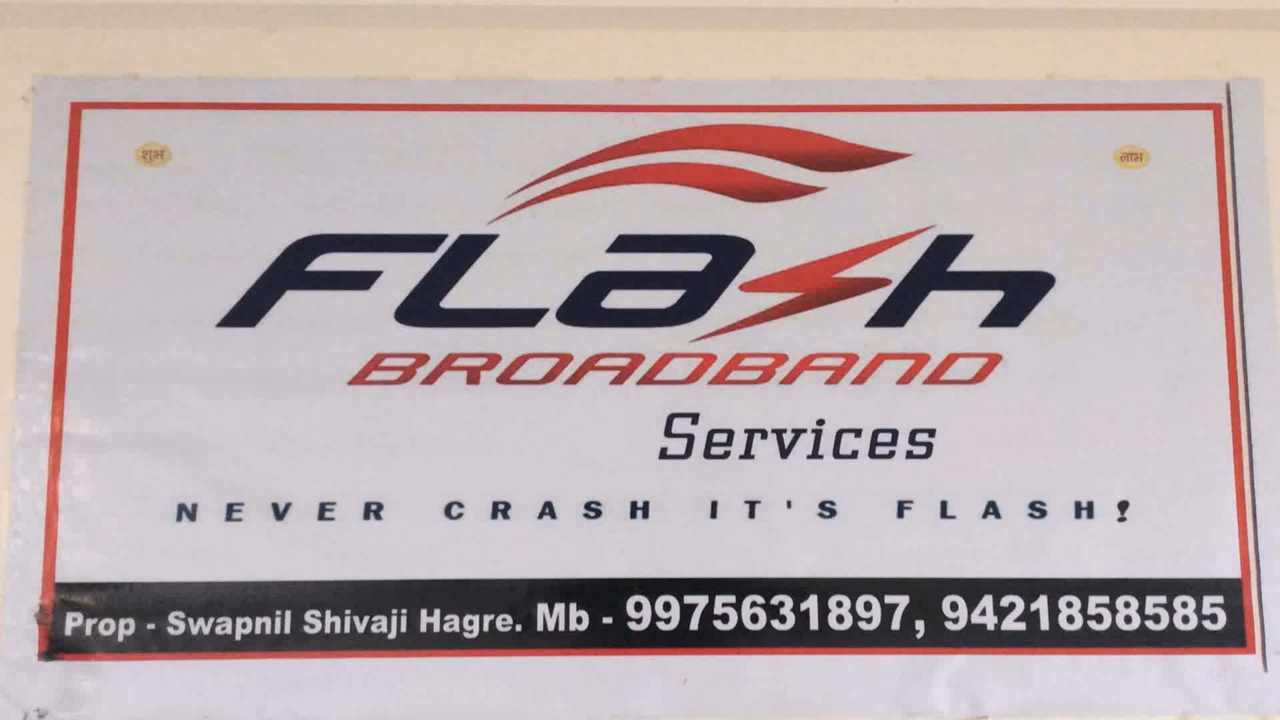 शुभ लाभ
FLaSh
BROADBAND
Services
NEVER CRASH IT'S FLASH!
Prop - Swapnil Shivaji Hagre. Mb - 9975631897, 9421858585